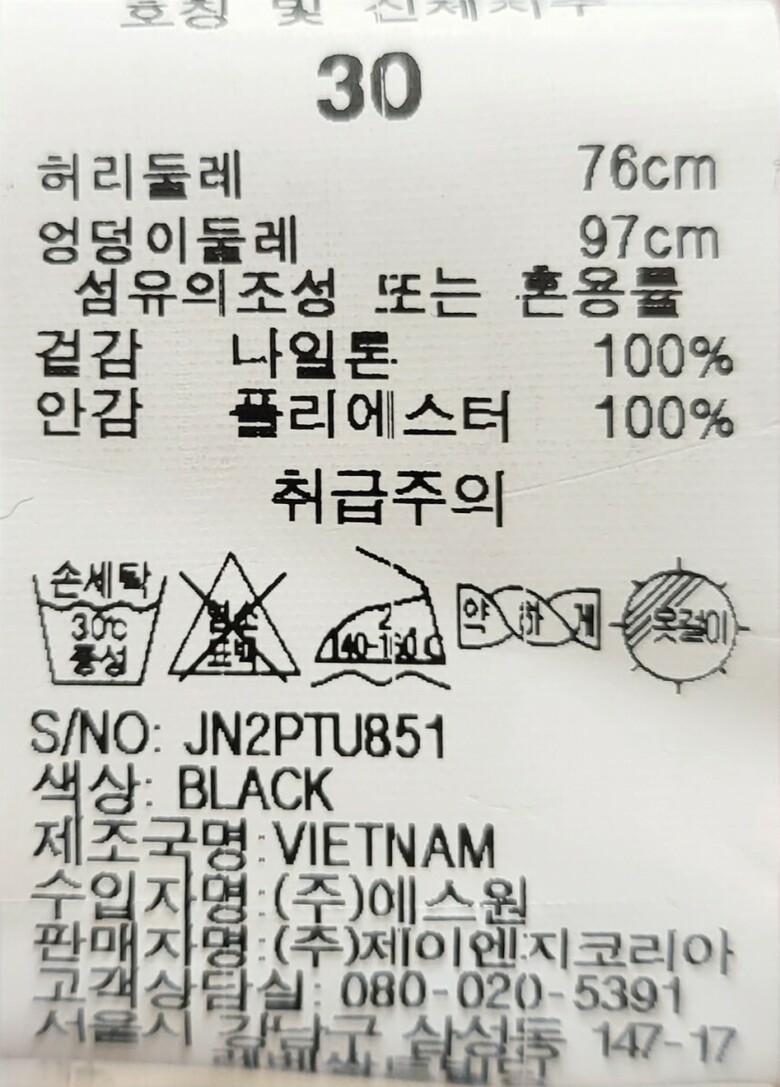 호칭 및 신체치수
30
허리둘레 76cm
엉덩이둘레 97cm
섬유의조성 또는 혼용률
겉감 나일론 100%
안감 폴리에스터 100%
취급주의
손세탁
30℃
중성
염소
표백
2
140-160℃
약하게
옷걸이
S/NO: JN2PTU851
색상: BLACK
제조국명:VIETNAM
수입자명:(주)에스원
판매자명:(주)제이엔지코리아
고객상담실: 080-020-5391
서울시 강남구 삼성동 147-17